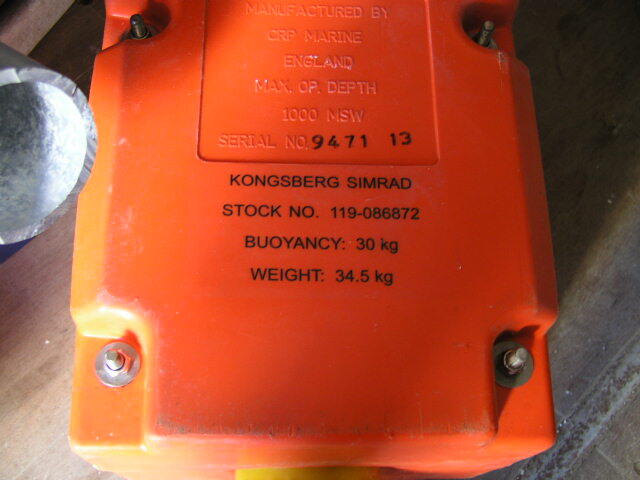 MANUFACTURED BY
CRP MARINE
ENGLAND
MAX. OP. DEPTH
1000 MSW
SERIAL NO. 9471 13
KONGSBERG SIMRAD
STOCK NO. 119-086872
BUOYANCY: 30 kg
WEIGHT: 34.5 kg